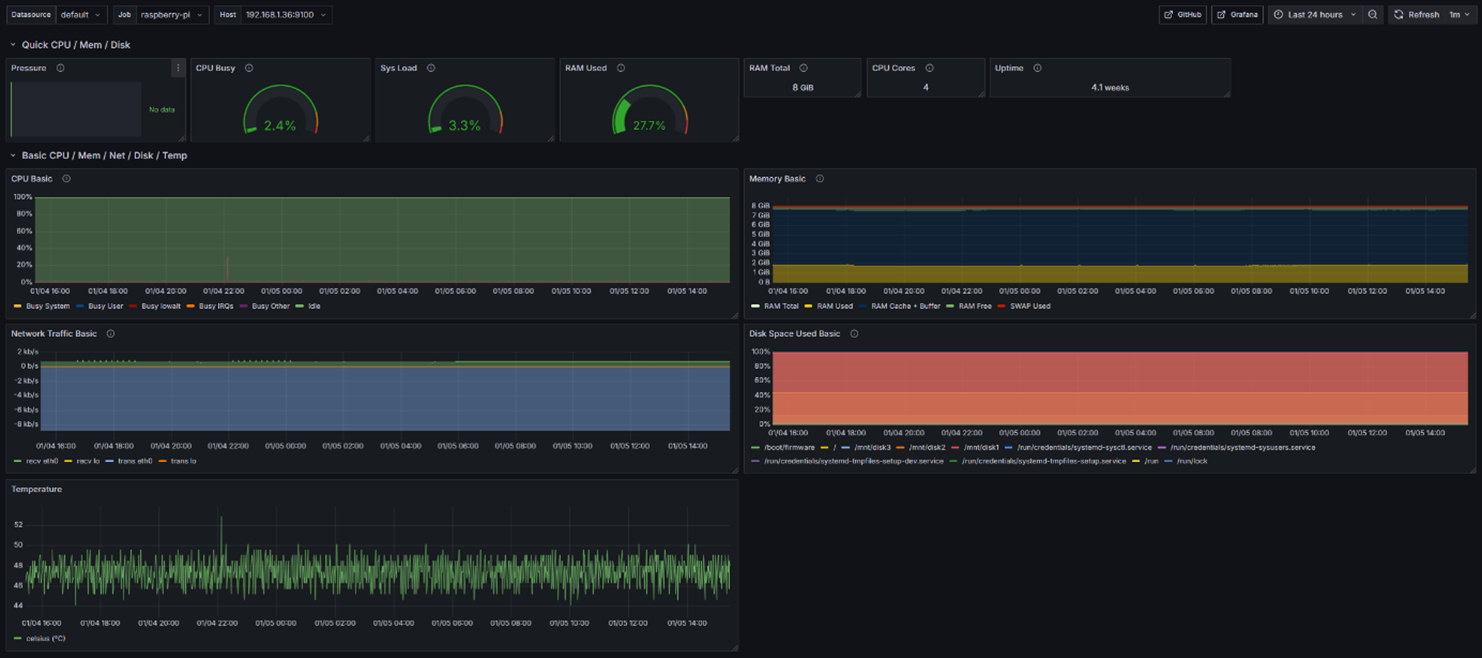 Datasource default Job raspberry-pi Host 192.168.1.36:9100 GitHub Grafana Last 24 hours Refresh 1m
Quick CPU / Mem / Disk
Pressure CPU Busy Sys Load RAM Used RAM Total CPU Cores Uptime
8 GiB 4 4.1 weeks
No data 2.4% 3.3% 27.7%
Basic CPU / Mem / Net / Disk / Temp
CPU Basic
100%
80%
60%
40%
20%
0%
01/04 16:00 01/04 18:00 01/04 20:00 01/04 22:00 01/05 00:00 01/05 02:00 01/05 04:00 01/05 06:00 01/05 08:00 01/05 10:00 01/05 12:00 01/05 14:00
Busy System Busy User Busy Iowait Busy IRQs Busy Other Idle
Memory Basic
8 GiB
7 GiB
6 GiB
5 GiB
4 GiB
3 GiB
2 GiB
1 GiB
0 B
01/04 16:00 01/04 18:00 01/04 20:00 01/04 22:00 01/05 00:00 01/05 02:00 01/05 04:00 01/05 06:00 01/05 08:00 01/05 10:00 01/05 12:00 01/05 14:00
RAM Total RAM Used RAM Cache + Buffer RAM Free SWAP Used
Network Traffic Basic
2 kb/s
0 b/s
-2 kb/s
-4 kb/s
-6 kb/s
-8 kb/s
01/04 16:00 01/04 18:00 01/04 20:00 01/04 22:00 01/05 00:00 01/05 02:00 01/05 04:00 01/05 06:00 01/05 08:00 01/05 10:00 01/05 12:00 01/05 14:00
recv eth0 recv lo trans eth0 trans lo
Disk Space Used Basic
100%
80%
60%
40%
20%
0%
01/04 16:00 01/04 18:00 01/04 20:00 01/04 22:00 01/05 00:00 01/05 02:00 01/05 04:00 01/05 06:00 01/05 08:00 01/05 10:00 01/05 12:00 01/05 14:00
/boot/firmware / /mnt/disk3 /mnt/disk2 /mnt/disk1 /run/credentials/systemd-sysctl.service /run/credentials/systemd-sysusers.service
/run/credentials/systemd-tmpfiles-setup-dev.service /run/credentials/systemd-tmpfiles-setup.service /run /run/lock
Temperature
52
50
48
46
44
01/04 16:00 01/04 18:00 01/04 20:00 01/04 22:00 01/05 00:00 01/05 02:00 01/05 04:00 01/05 06:00 01/05 08:00 01/05 10:00 01/05 12:00 01/05 14:00
celsius (°C)